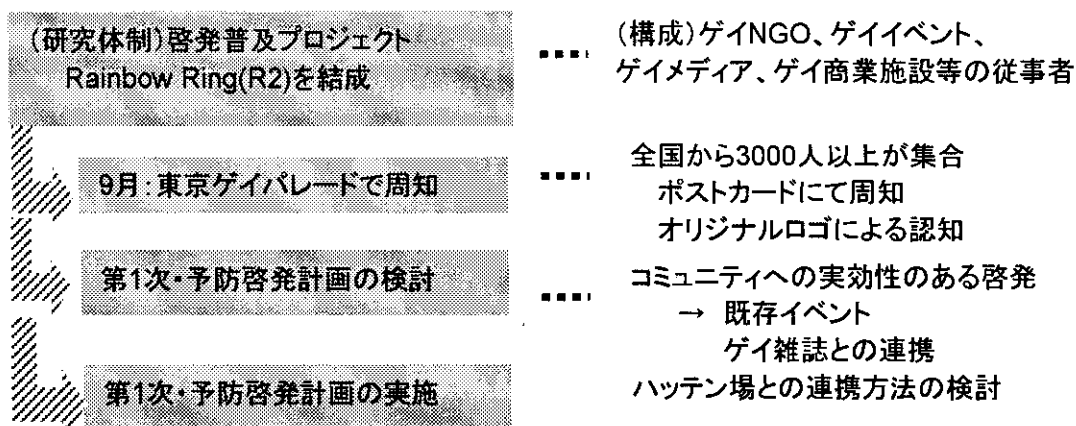 (研究体制)啓発普及プロジェクト
Rainbow Ring(R2)を結成
(構成)ゲイNGO、ゲイイベント、
ゲイメディア、ゲイ商業施設等の従事者
9月:東京ゲイパレードで周知
全国から3000人以上が集合
ポストカードにて周知
オリジナルロゴによる認知
第1次・予防啓発計画の検討
コミュニティへの実効性のある啓発
→ 既存イベント
ゲイ雑誌との連携
第1次・予防啓発計画の実施
ハッテン場との連携方法の検討